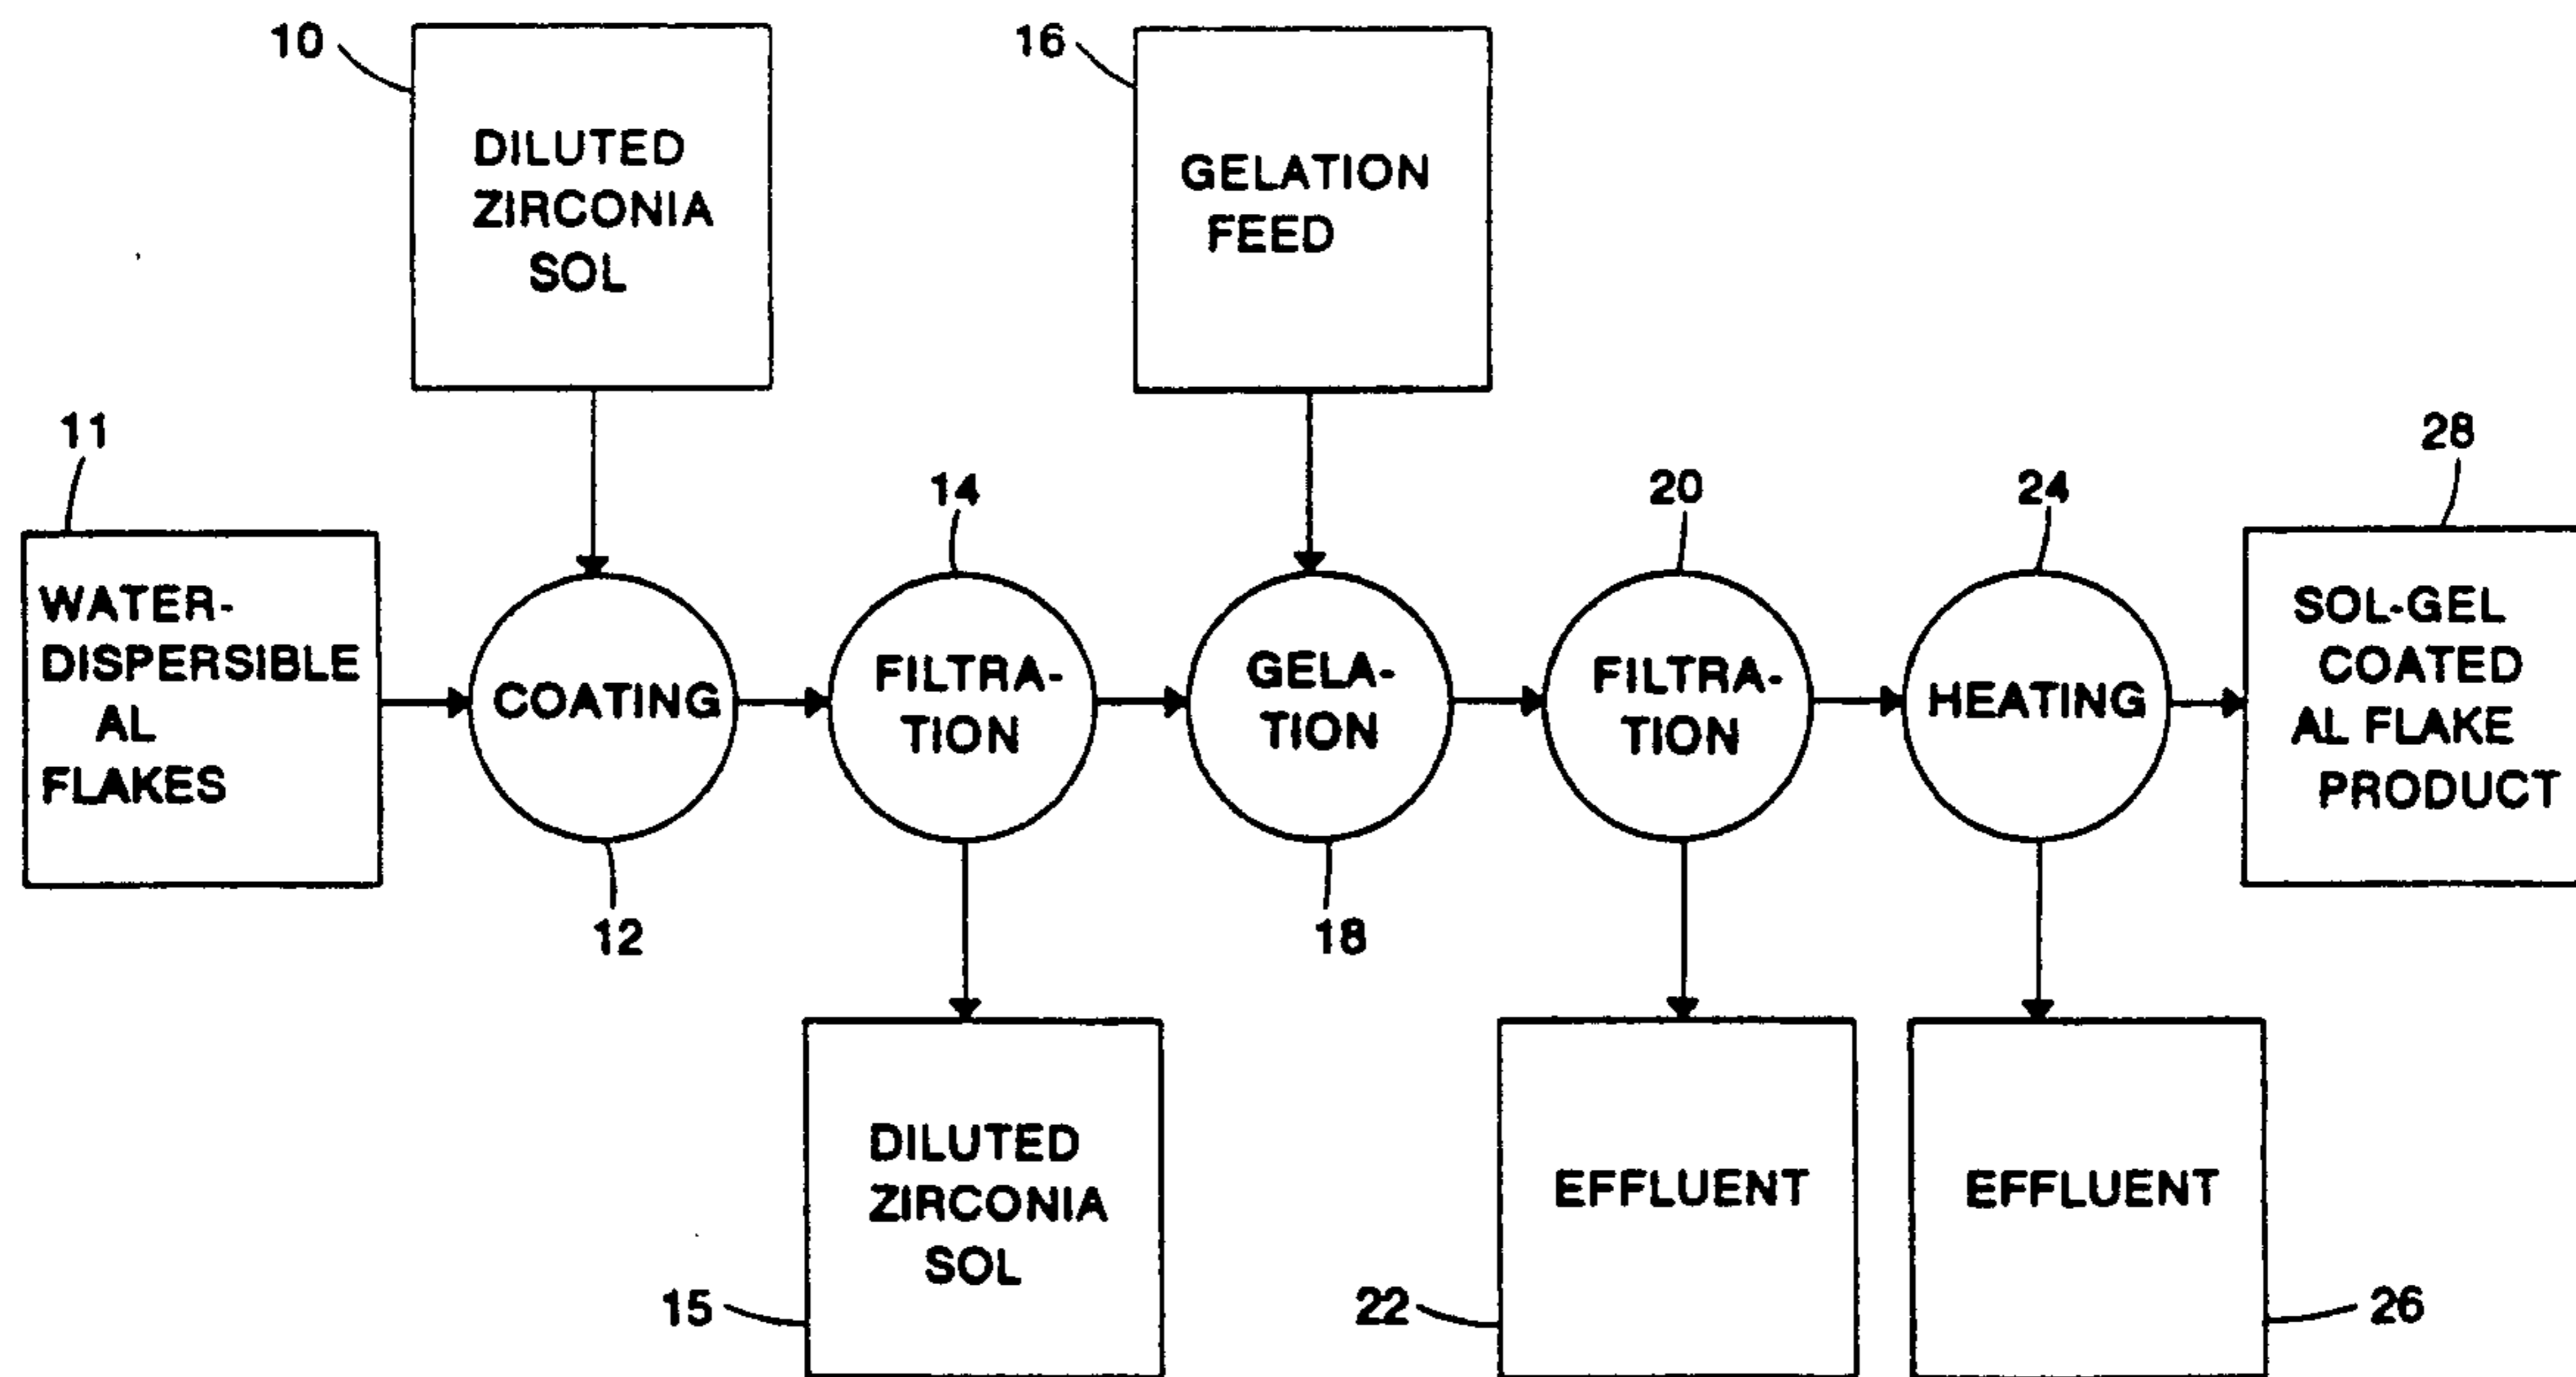 10
DILUTED
ZIRCONIA
SOL
16
GELATION
FEED
11
WATER-
DISPERSIBLE
AL
FLAKES
COATING
12
14
FILTRA-
TION
GELA-
TION
18
20
FILTRA-
TION
24
HEATING
28
SOL-GEL
COATED
AL FLAKE
PRODUCT
DILUTED
ZIRCONIA
SOL
15
EFFLUENT
22
EFFLUENT
26